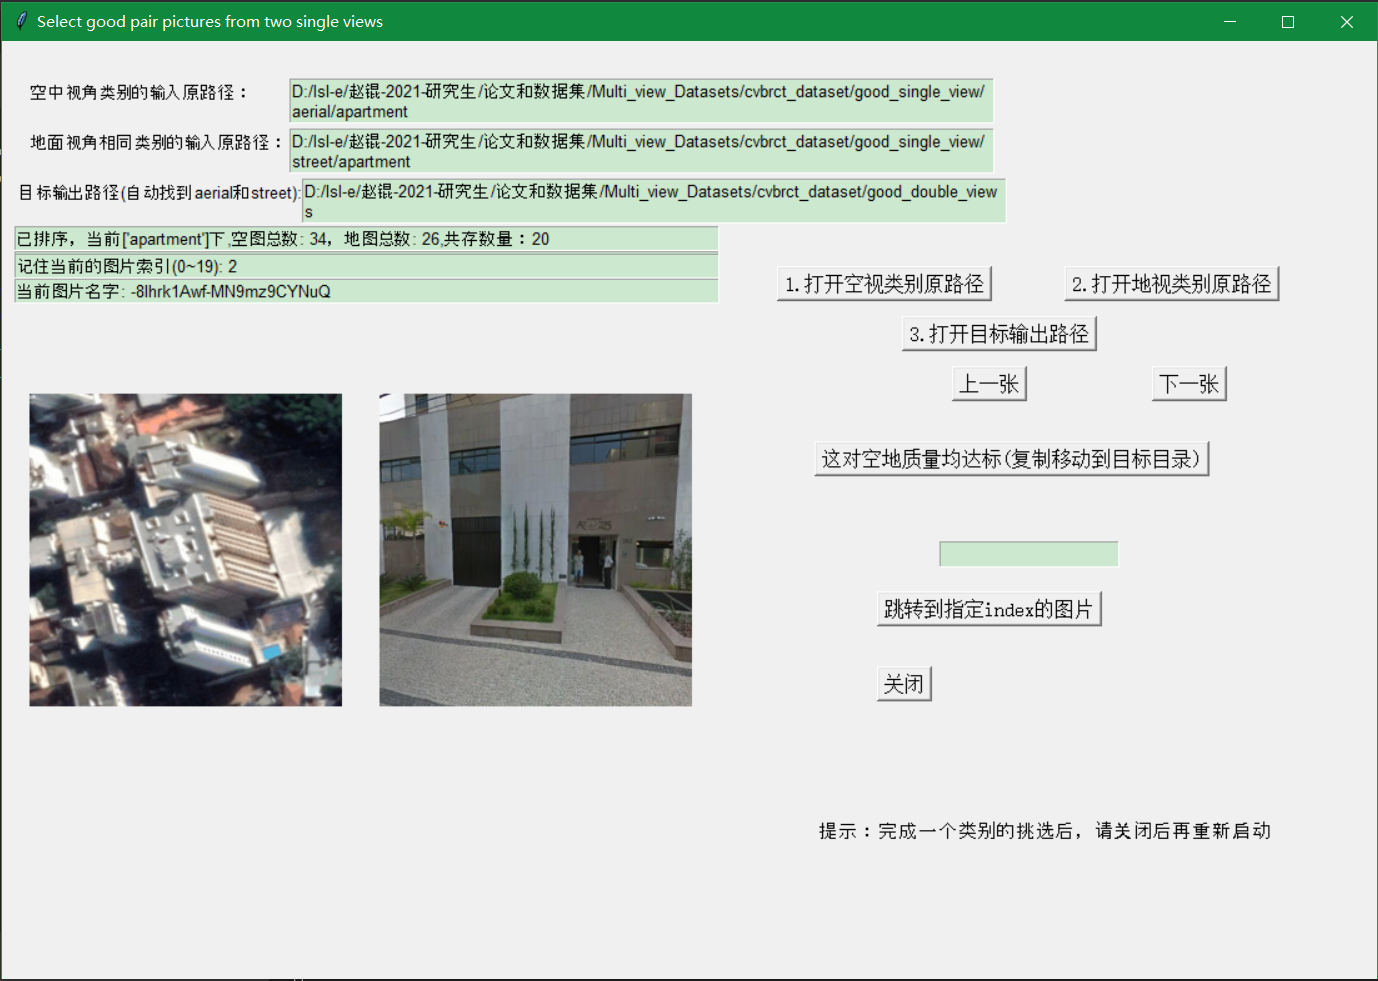 Select good pair pictures from two single views
空中视角类别的输入原路径：
D:/lsl-e/赵锟-2021-研究生/论文和数据集/Multi_view_Datasets/cvbrct_dataset/good_single_view/
aerial/apartment
地面视角相同类别的输入原路径：
D:/lsl-e/赵锟-2021-研究生/论文和数据集/Multi_view_Datasets/cvbrct_dataset/good_single_view/
street/apartment
目标输出路径(自动找到aerial和street):
D:/lsl-e/赵锟-2021-研究生/论文和数据集/Multi_view_Datasets/cvbrct_dataset/good_double_view
s
已排序，当前['apartment']下,空图总数: 34，地图总数: 26,共存数量：20
记住当前的图片索引(0~19): 2
当前图片名字: -8lhrk1Awf-MN9mz9CYNuQ
1.打开空视类别原路径
2.打开地视类别原路径
3.打开目标输出路径
上一张
下一张
这对空地质量均达标(复制移动到目标目录)
跳转到指定index的图片
关闭
提示：完成一个类别的挑选后，请关闭后再重新启动